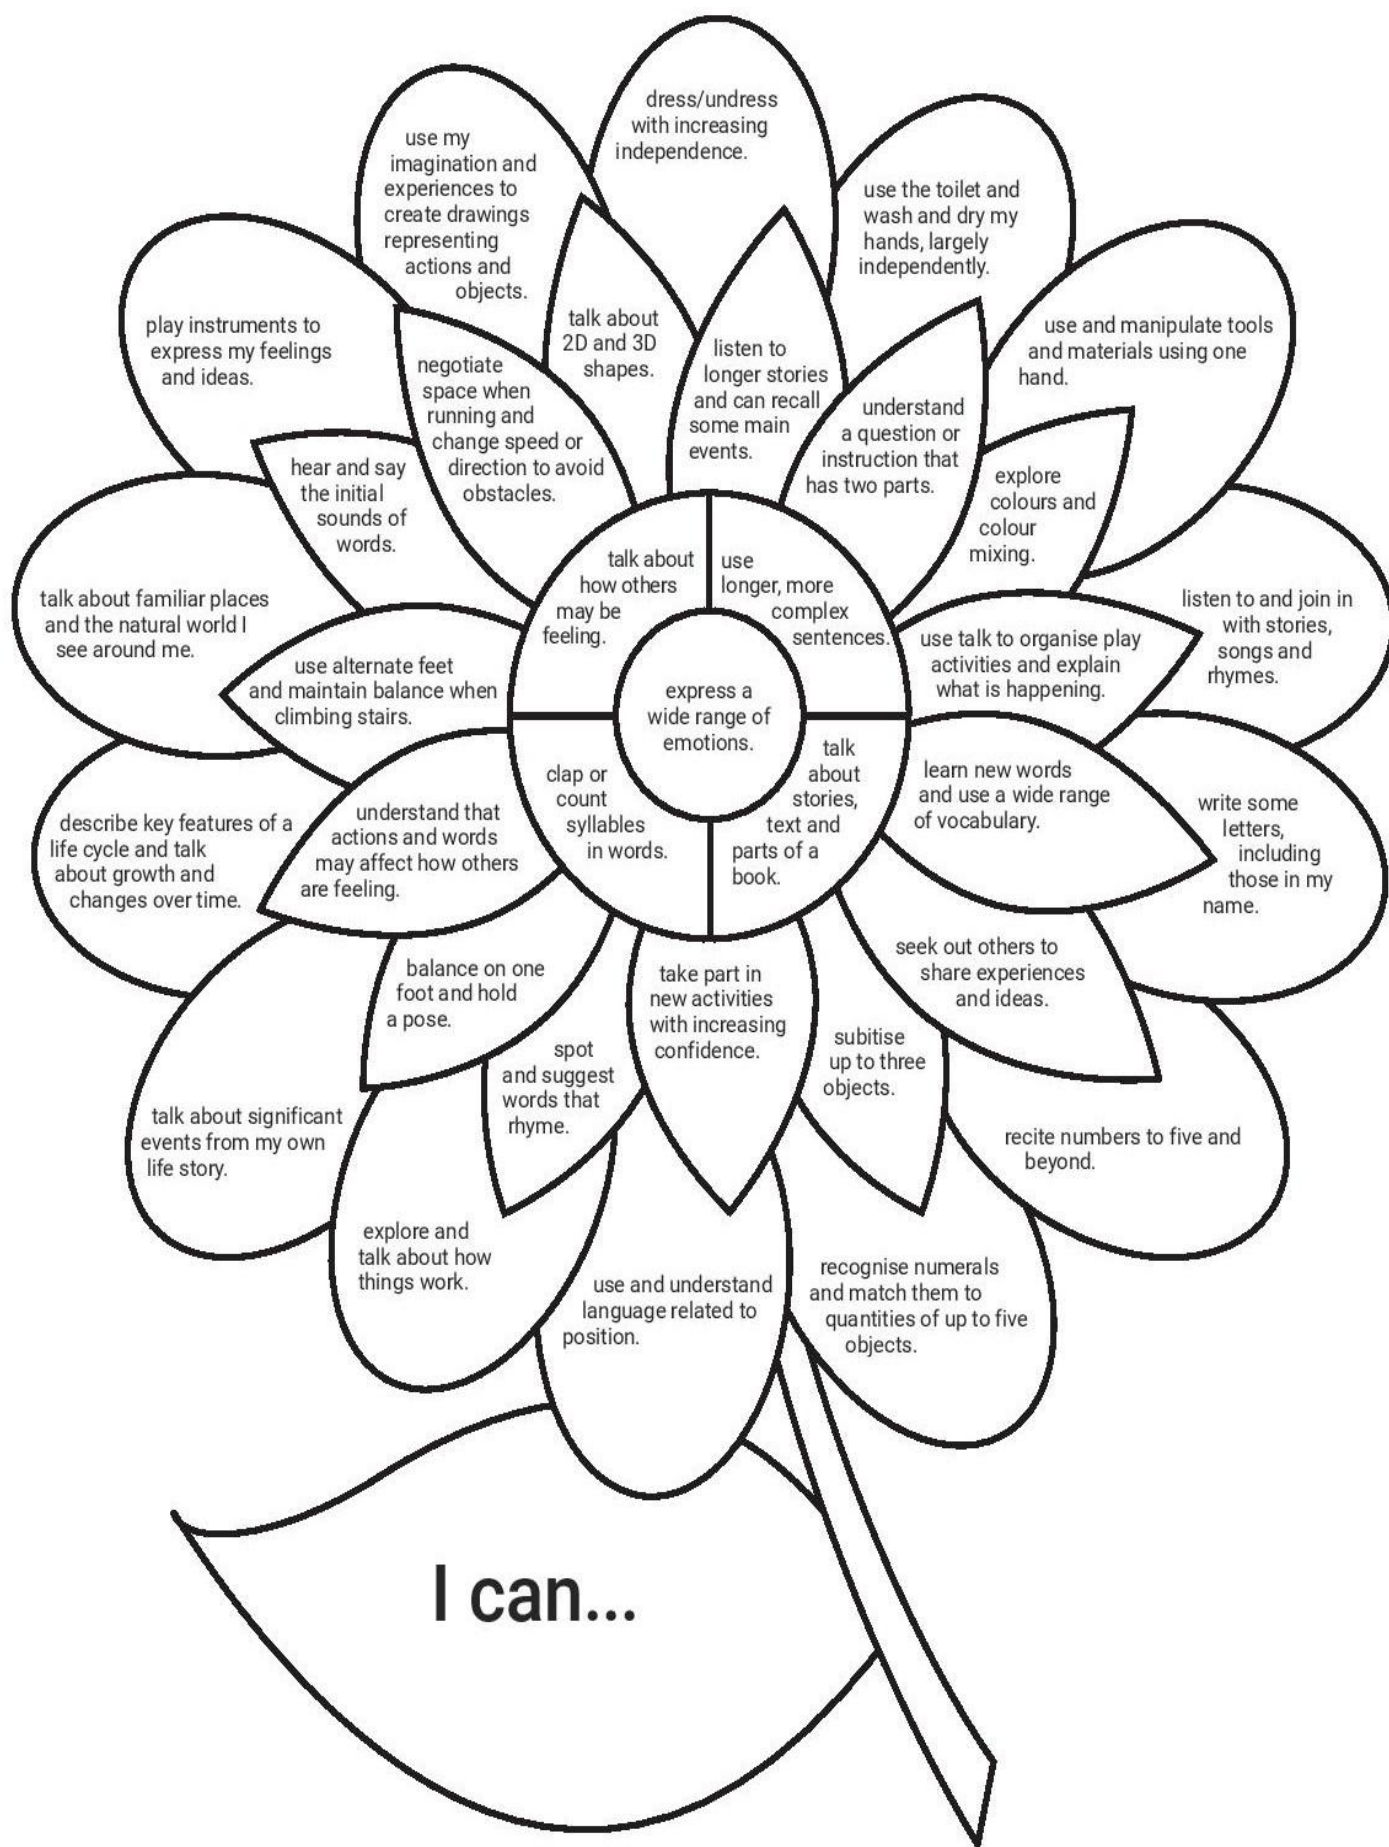 dress/undress
with increasing
independence.
use my
imagination and
experiences to
create drawings
representing
actions and
objects.
use the toilet and
wash and dry my
hands, largely
independently.
play instruments to
express my feelings
and ideas.
use and manipulate tools
and materials using one
hand.
talk about
2D and 3D
shapes.
listen to
longer stories
and can recall
some main
events.
negotiate
space when
running and
change speed or
direction to avoid
obstacles.
understand
a question or
instruction that
has two parts.
hear and say
the initial
sounds of
words.
explore
colours and
colour
mixing.
talk about
how others
may be
feeling.
use
longer, more
complex
sentences.
talk about familiar places
and the natural world I
see around me.
listen to and join in
with stories,
songs and
rhymes.
use alternate feet
and maintain balance when
climbing stairs.
use talk to organise play
activities and explain
what is happening.
express a
wide range of
emotions.
clap or
count
syllables
in words.
talk
about
stories,
text and
parts of a
book.
learn new words
and use a wide range
of vocabulary.
write some
letters,
including
those in my
name.
describe key features of a
life cycle and talk
about growth and
changes over time.
understand that
actions and words
may affect how others
are feeling.
balance on one
foot and hold
a pose.
take part in
new activities
with increasing
confidence.
seek out others to
share experiences
and ideas.
spot
and suggest
words that
rhyme.
subitise
up to three
objects.
talk about significant
events from my own
life story.
recite numbers to five and
beyond.
explore and
talk about how
things work.
use and understand
language related to
position.
recognise numerals
and match them to
quantities of up to five
objects.
I can...